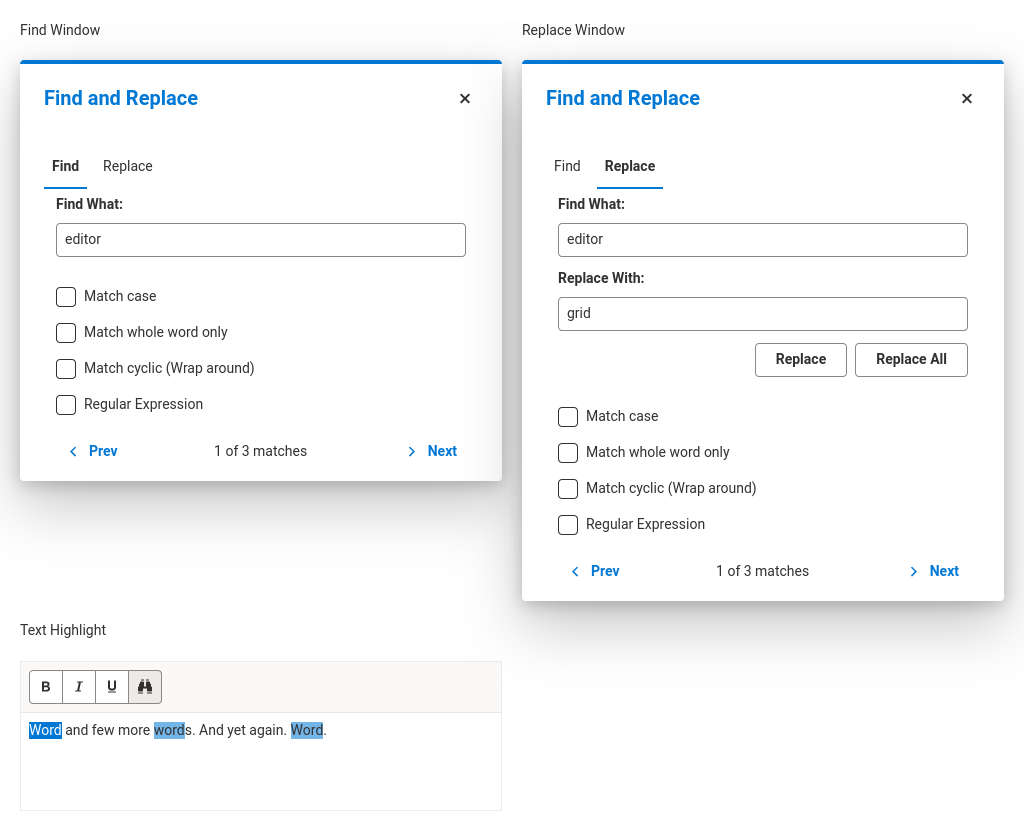 Find Window
Find and Replace
Find Replace
Find What:
editor
Match case
Match whole word only
Match cyclic (Wrap around)
Regular Expression
Prev 1 of 3 matches Next
Replace Window
Find and Replace
Find Replace
Find What:
editor
Replace With:
grid
Replace Replace All
Match case
Match whole word only
Match cyclic (Wrap around)
Regular Expression
Prev 1 of 3 matches Next
Text Highlight
B I U
Word and few more words. And yet again. Word.